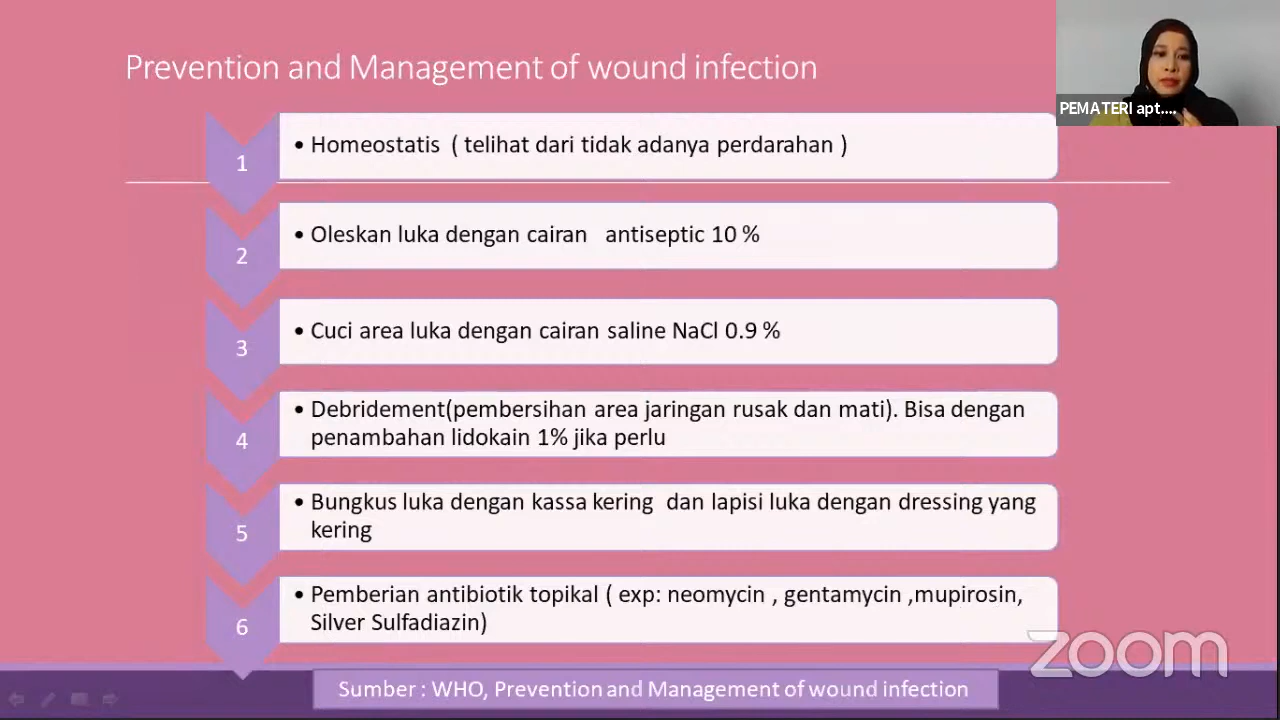 Prevention and Management of wound infection
PEMATERI apt....
1
• Homeostatis ( telihat dari tidak adanya perdarahan )
2
• Oleskan luka dengan cairan antiseptic 10 %
3
• Cuci area luka dengan cairan saline NaCl 0.9 %
4
• Debridement(pembersihan area jaringan rusak dan mati). Bisa dengan
penambahan lidokain 1% jika perlu
5
• Bungkus luka dengan kassa kering dan lapisi luka dengan dressing yang
kering
6
• Pemberian antibiotik topikal ( exp: neomycin , gentamycin ,mupirosin,
Silver Sulfadiazin)
zoom
Sumber : WHO, Prevention and Management of wound infection